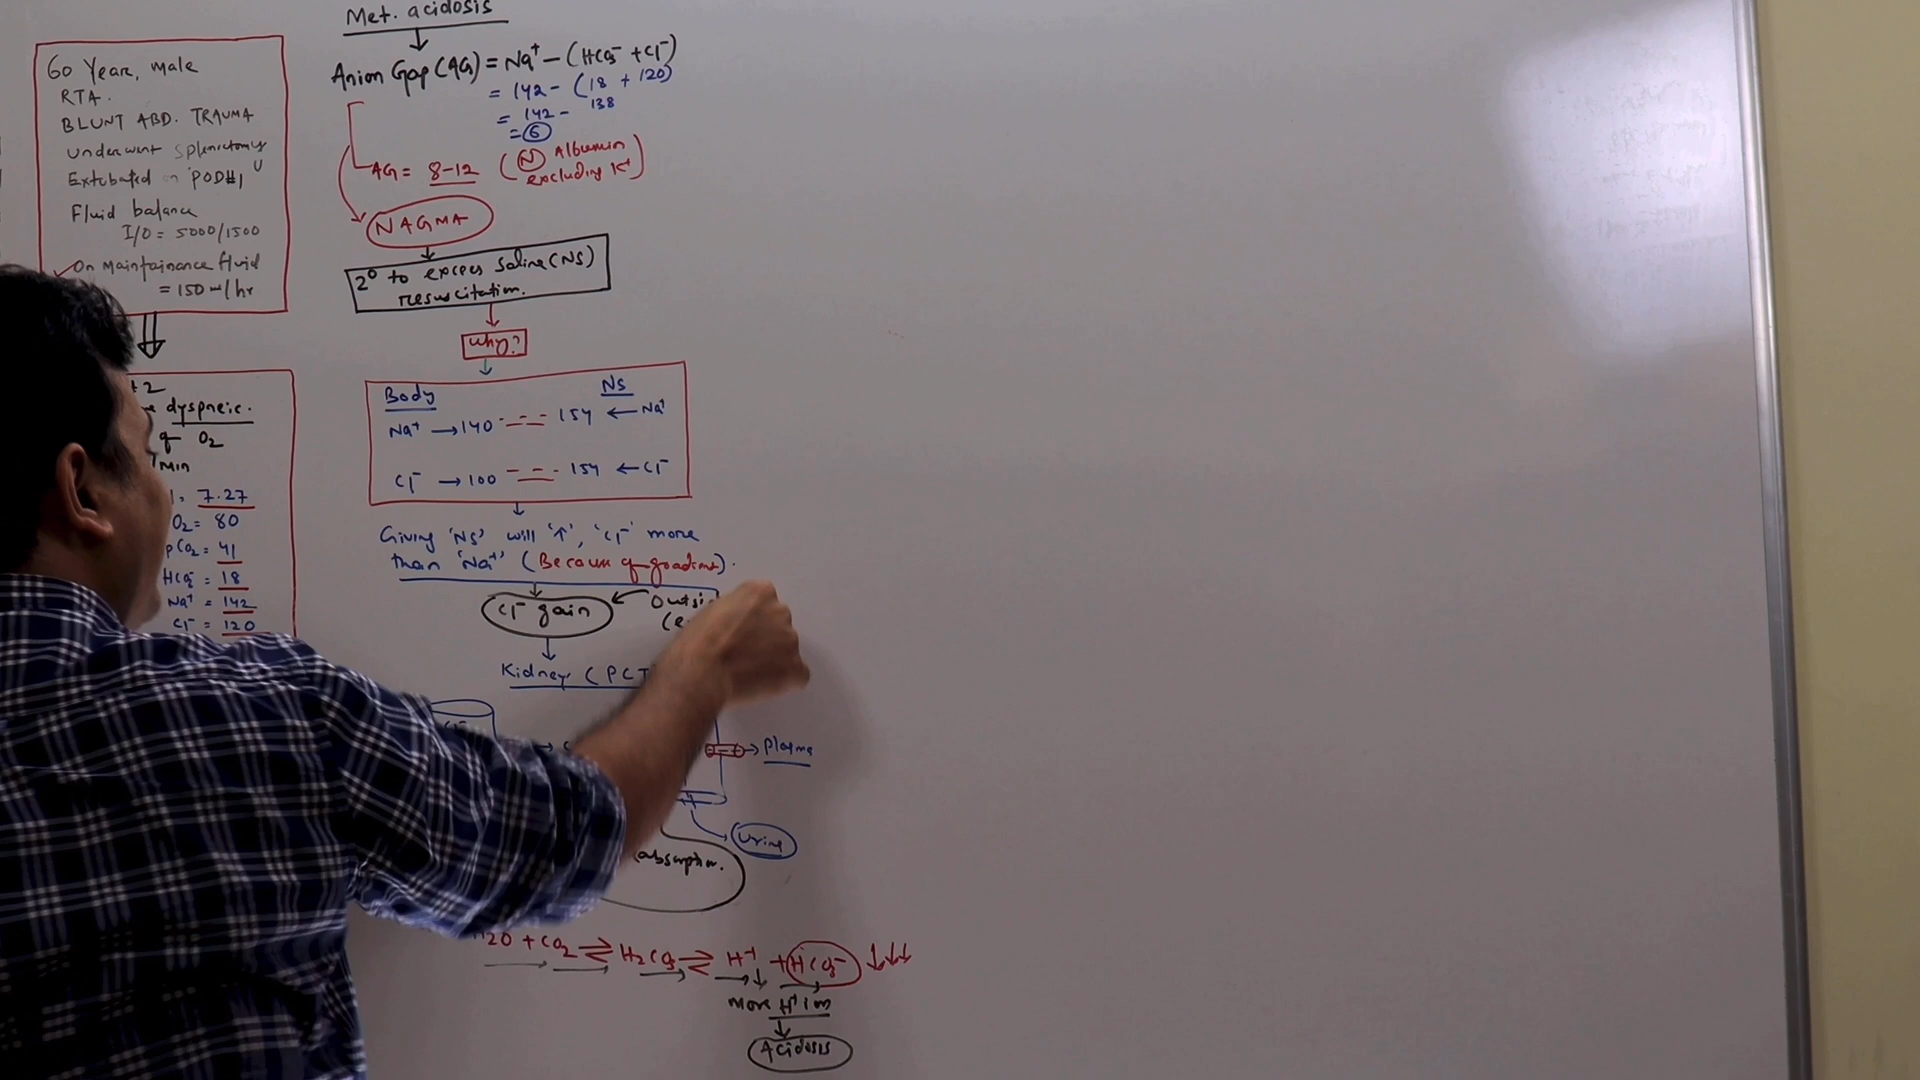 60 Year, male
RTA.
BLUNT ABD. TRAUMA
underwent splenectomy
Extubated on POD#1
Fluid balance
I/O = 5000/1500
On Maintainance fluid
= 150 ml/hr
dyspneic.
O2
Min
7.27
O2 = 80
pCO2 = 41
HCO3- = 18
Na+ = 142
Cl- = 120
Met. acidosis
Anion Gap (AG) = Na+ - (HCO3- + Cl-)
= 142 - (18 + 120)
= 142 - 138
= 6
AG = 8-12 (N Albumin
excluding K+)
NAGMA
2° to excess saline (NS)
resuscitation.
Why?
Body NS
Na+ → 140 --- 154 ← Na+
Cl- → 100 --- 154 ← Cl-
Giving 'NS' will '↑', 'Cl-' more
than 'Na+' (Because of gradient).
Cl- gain ←
Kidney (PCT
Cl-
→ Plasma
Urine
absorption.
H2O + CO2 ⇌ H2CO3 ⇌ H+ + HCO3- ↓↓↓
more H+ ion
Acidosis